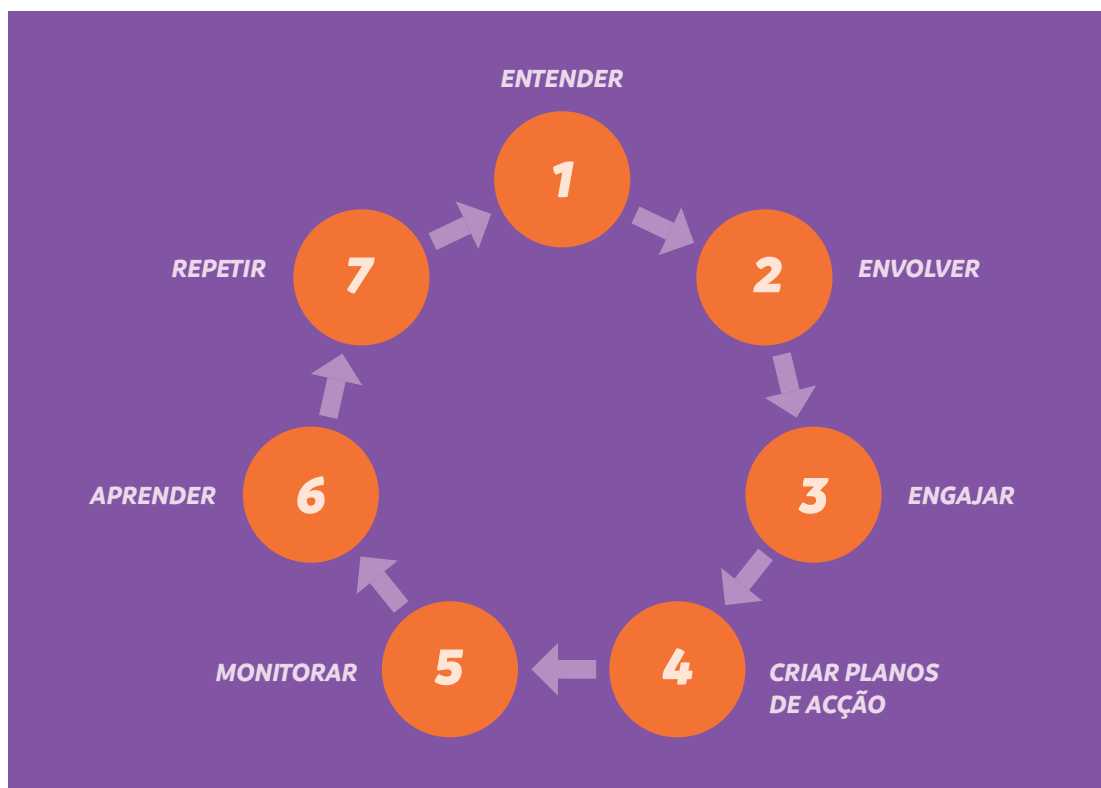 ENTENDER
1
2
ENVOLVER
3
ENGAJAR
4
CRIAR PLANOS
DE ACÇÃO
5
MONITORAR
6
APRENDER
7
REPETIR